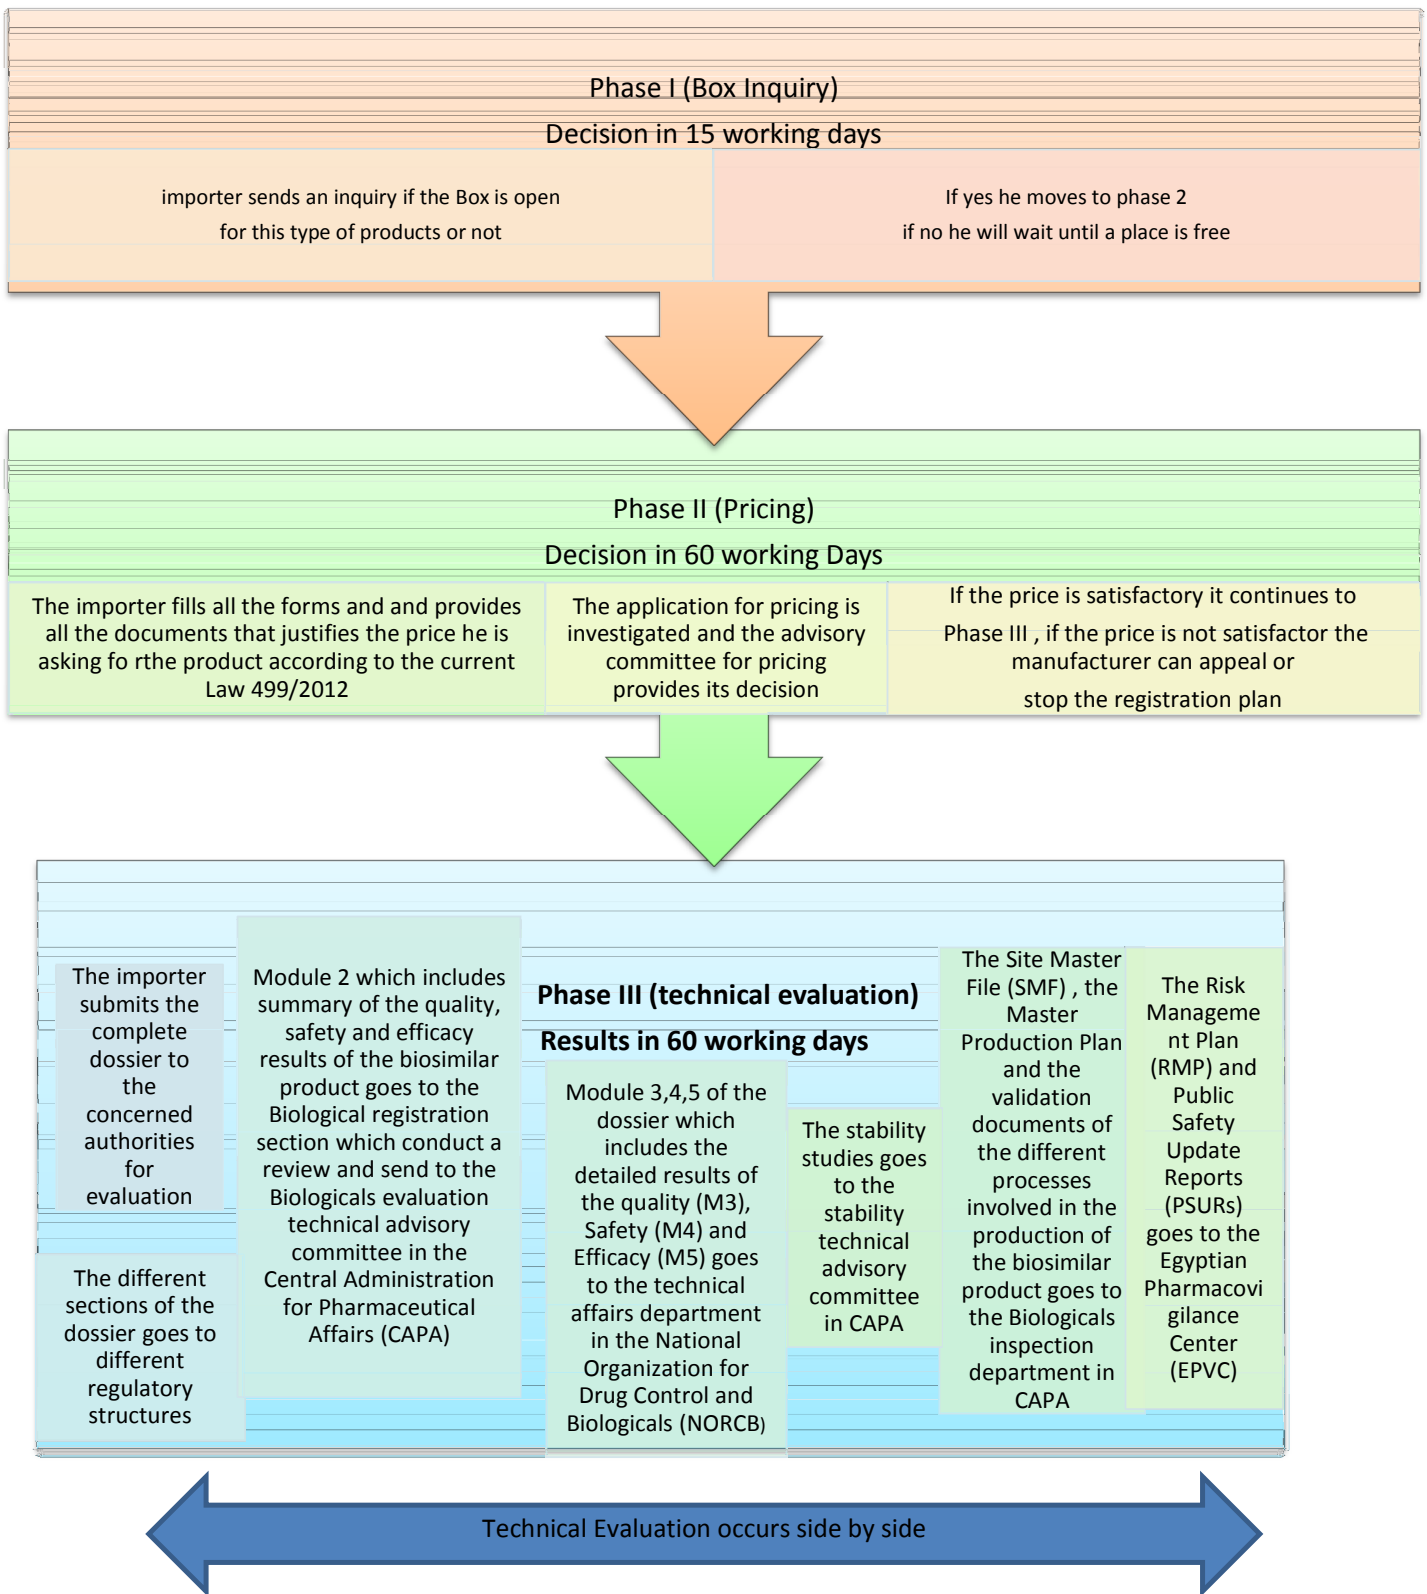 Phase I (Box Inquiry)
Decision in 15 working days
importer sends an inquiry if the Box is open
for this type of products or not
If yes he moves to phase 2
if no he will wait until a place is free
Phase II (Pricing)
Decision in 60 working Days
The importer fills all the forms and and provides
all the documents that justifies the price he is
asking fo rthe product according to the current
Law 499/2012
The application for pricing is
investigated and the advisory
committee for pricing
provides its decision
If the price is satisfactory it continues to
Phase III , if the price is not satisfactor the
manufacturer can appeal or
stop the registration plan
Phase III (technical evaluation)
Results in 60 working days
The importer
submits the
complete
dossier to
the
concerned
authorities
for
evaluation
The different
sections of the
dossier goes to
different
regulatory
structures
Module 2 which includes
summary of the quality,
safety and efficacy
results of the biosimilar
product goes to the
Biological registration
section which conduct a
review and send to the
Biologicals evaluation
technical advisory
committee in the
Central Administration
for Pharmaceutical
Affairs (CAPA)
Module 3,4,5 of the
dossier which
includes the
detailed results of
the quality (M3),
Safety (M4) and
Efficacy (M5) goes
to the technical
affairs department
in the National
Organization for
Drug Control and
Biologicals (NORCB)
The stability
studies goes
to the
stability
technical
advisory
committee
in CAPA
The Site Master
File (SMF) , the
Master
Production Plan
and the
validation
documents of
the different
processes
involved in the
production of
the biosimilar
product goes to
the Biologicals
inspection
department in
CAPA
The Risk
Manageme
nt Plan
(RMP) and
Public
Safety
Update
Reports
(PSURs)
goes to the
Egyptian
Pharmacovi
gilance
Center
(EPVC)
Technical Evaluation occurs side by side